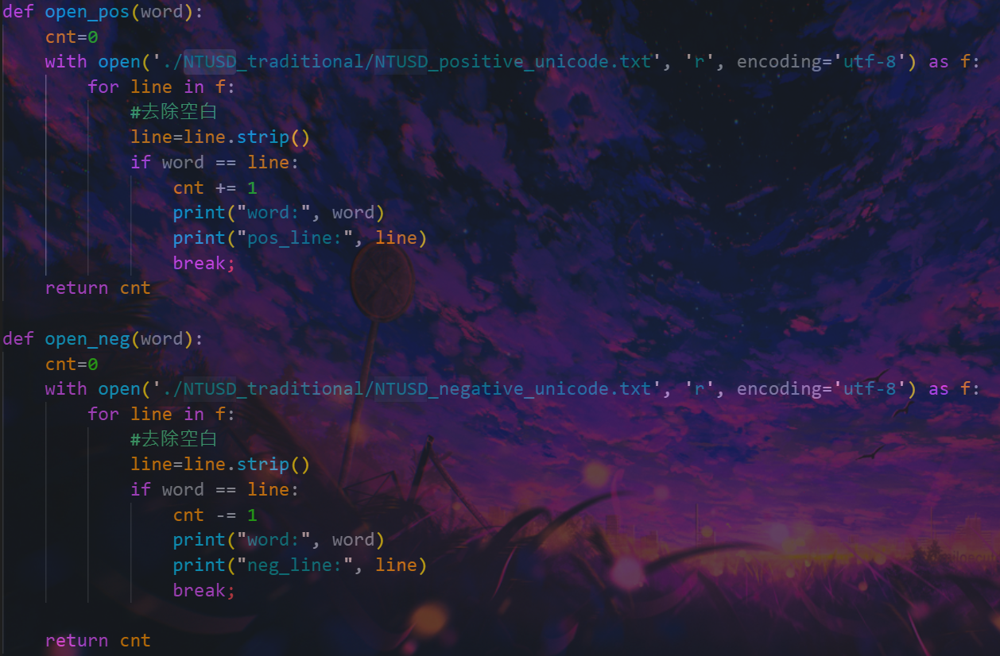 def open_pos(word):
    cnt=0
    with open('./NTUSD_traditional/NTUSD_positive_unicode.txt', 'r', encoding='utf-8') as f:
        for line in f:
            #去除空白
            line=line.strip()
            if word == line:
                cnt += 1
                print("word:", word)
                print("pos_line:", line)
                break;
    return cnt

def open_neg(word):
    cnt=0
    with open('./NTUSD_traditional/NTUSD_negative_unicode.txt', 'r', encoding='utf-8') as f:
        for line in f:
            #去除空白
            line=line.strip()
            if word == line:
                cnt -= 1
                print("word:", word)
                print("neg_line:", line)
                break;

    return cnt